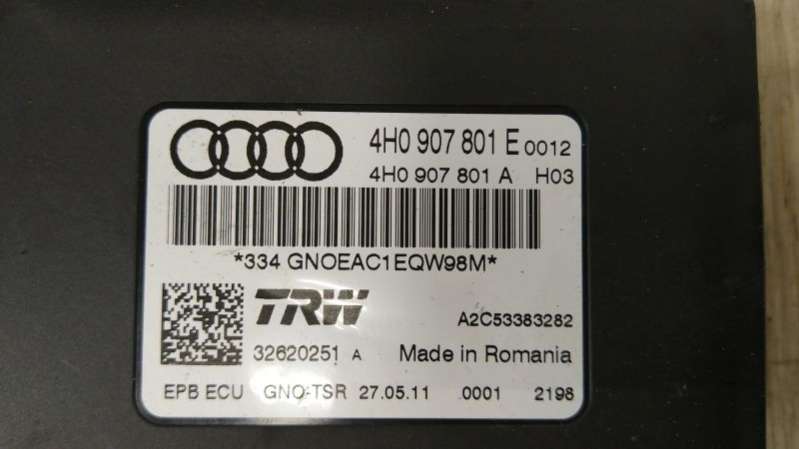 4H0 907 801 E 0012
4H0 907 801 A H03
*334 GNOEAC1EQW98M*
TRW A2C53383282
32620251 A Made in Romania
EPB ECU GNO-TSR 27.05.11 0001 2198